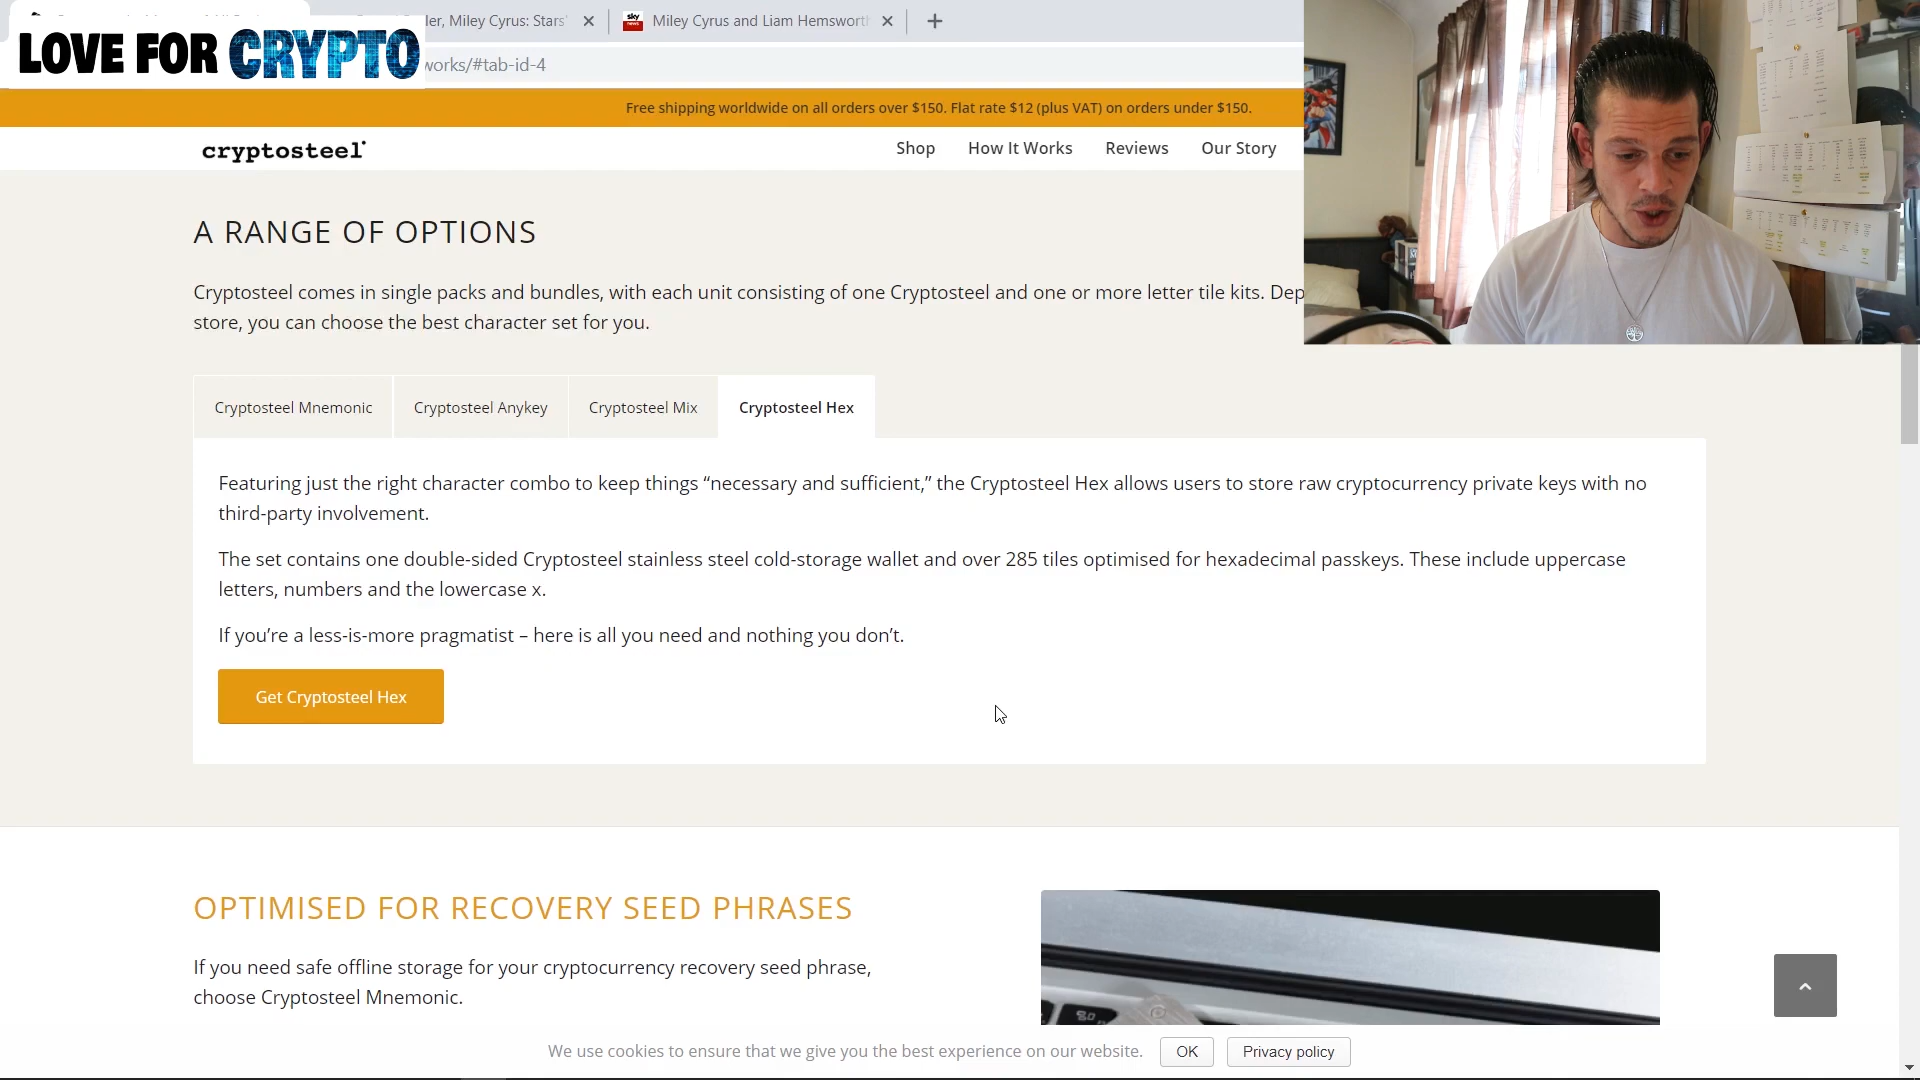 LOVE FOR CRYPTO
Miley Cyrus: Stars'
Miley Cyrus and Liam Hemsworth
works/#tab-id-4
Free shipping worldwide on all orders over $150. Flat rate $12 (plus VAT) on orders under $150.
cryptosteel
Shop How It Works Reviews Our Story
A RANGE OF OPTIONS
Cryptosteel comes in single packs and bundles, with each unit consisting of one Cryptosteel and one or more letter tile kits. Dep
store, you can choose the best character set for you.
Cryptosteel Mnemonic Cryptosteel Anykey Cryptosteel Mix Cryptosteel Hex
Featuring just the right character combo to keep things “necessary and sufficient,” the Cryptosteel Hex allows users to store raw cryptocurrency private keys with no
third-party involvement.
The set contains one double-sided Cryptosteel stainless steel cold-storage wallet and over 285 tiles optimised for hexadecimal passkeys. These include uppercase
letters, numbers and the lowercase x.
If you’re a less-is-more pragmatist – here is all you need and nothing you don’t.
Get Cryptosteel Hex
OPTIMISED FOR RECOVERY SEED PHRASES
If you need safe offline storage for your cryptocurrency recovery seed phrase,
choose Cryptosteel Mnemonic.
We use cookies to ensure that we give you the best experience on our website. OK Privacy policy